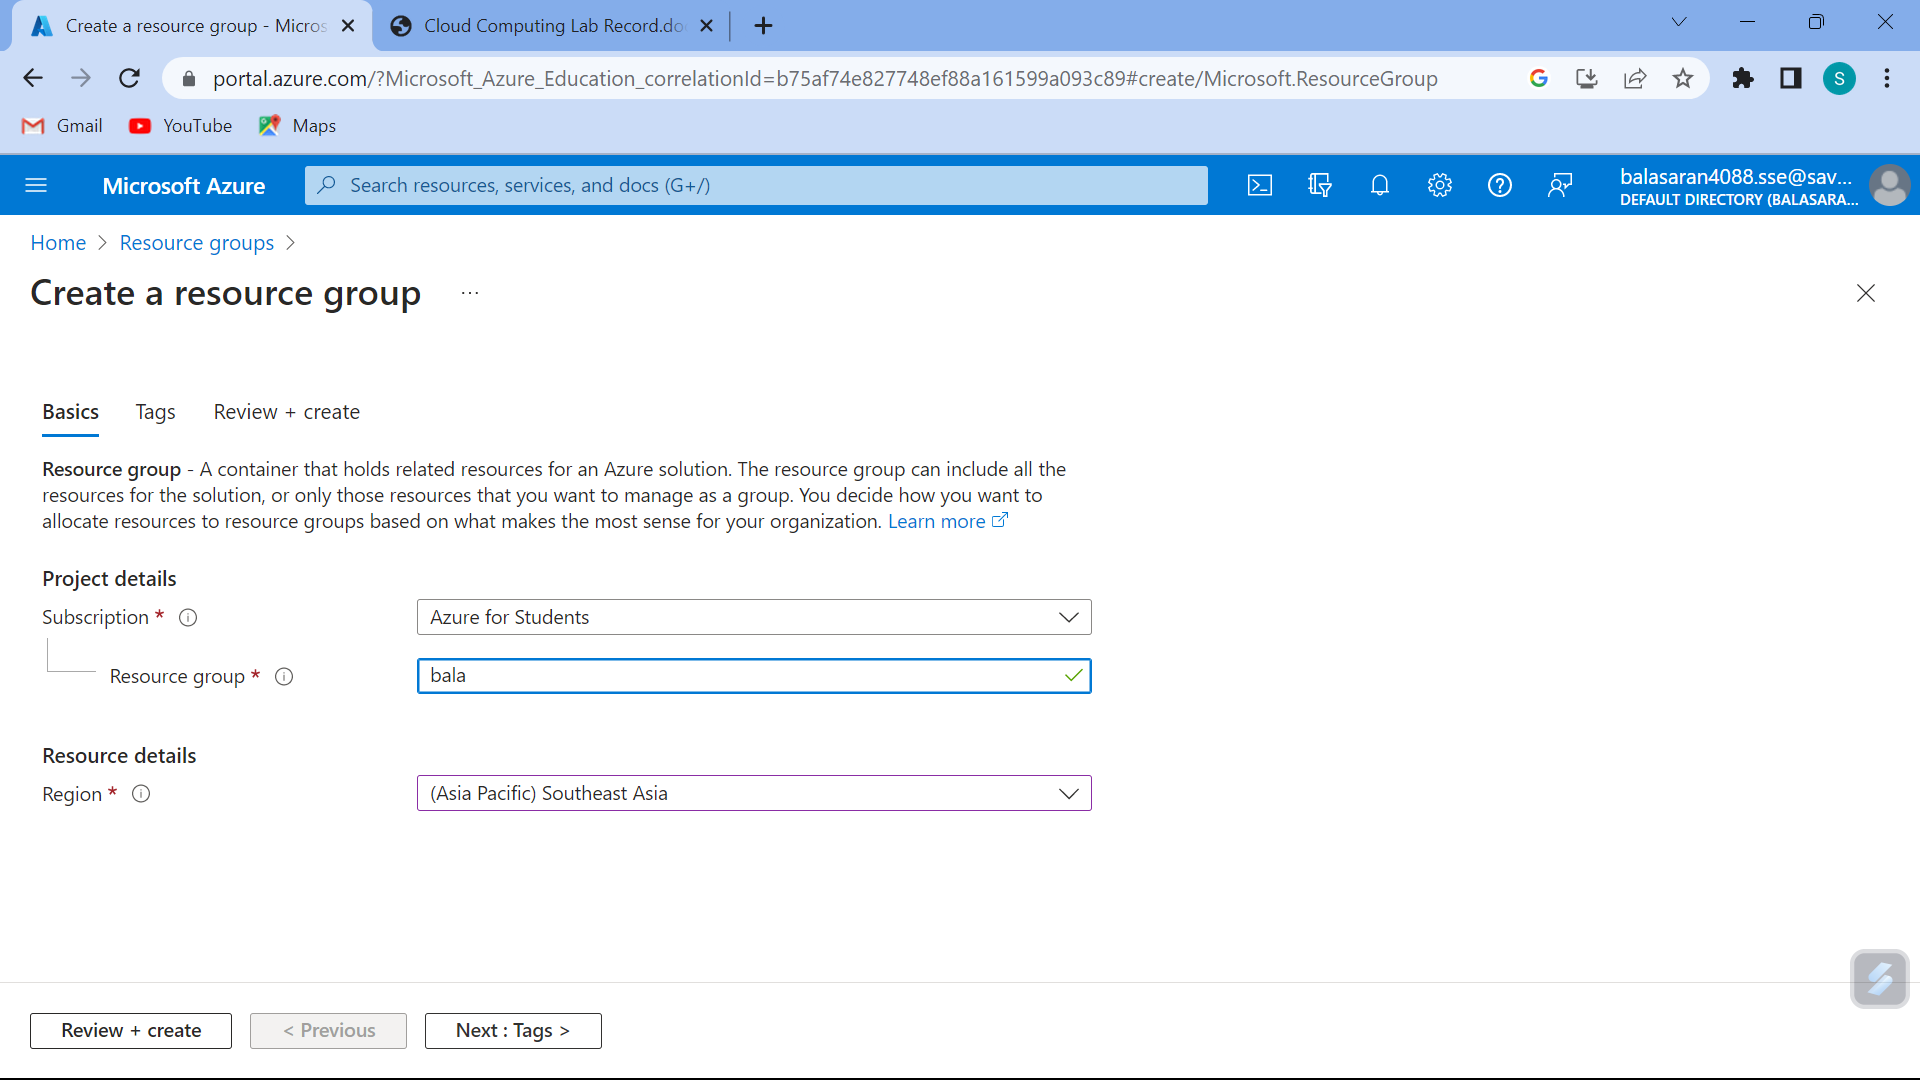 Create a resource group - Micros
Cloud Computing Lab Record.do
portal.azure.com/?Microsoft_Azure_Education_correlationId=b75af74e827748ef88a161599a093c89#create/Microsoft.ResourceGroup
S
Gmail
YouTube
Maps
Microsoft Azure
Search resources, services, and docs (G+/)
balasaran4088.sse@sav...
DEFAULT DIRECTORY (BALASARA...
Home > Resource groups >
Create a resource group ...
Basics
Tags
Review + create
Resource group - A container that holds related resources for an Azure solution. The resource group can include all the
resources for the solution, or only those resources that you want to manage as a group. You decide how you want to
allocate resources to resource groups based on what makes the most sense for your organization. Learn more
Project details
Subscription *
Azure for Students
Resource group *
bala
Resource details
Region *
(Asia Pacific) Southeast Asia
Review + create
< Previous
Next : Tags >